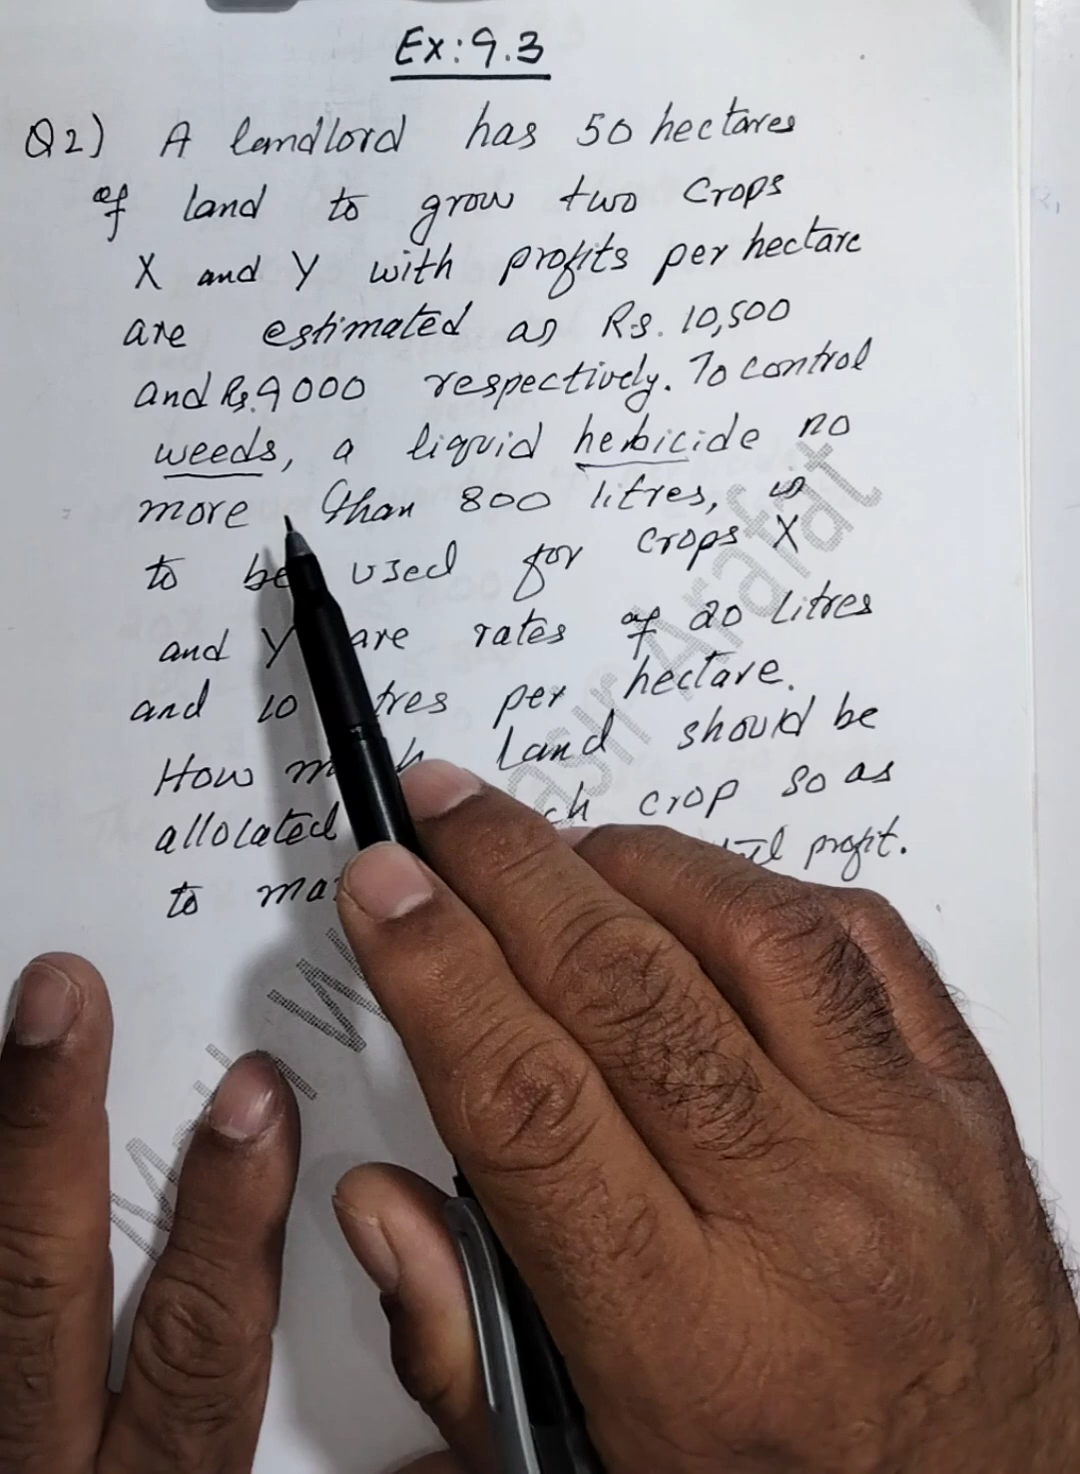 Ex: 9.3
Q2) A landlord has 50 hectares
of land to grow two crops
X and Y with profits per hectare
are estimated as Rs. 10,500
and Rs. 9000 respectively. To control
weeds, a liquid herbicide no
more than 800 litres, is
to be used for crops X
and Y are rates of 20 litres
and 10 tres per hectare.
How Land should be
allocated ch crop so as
to profit.